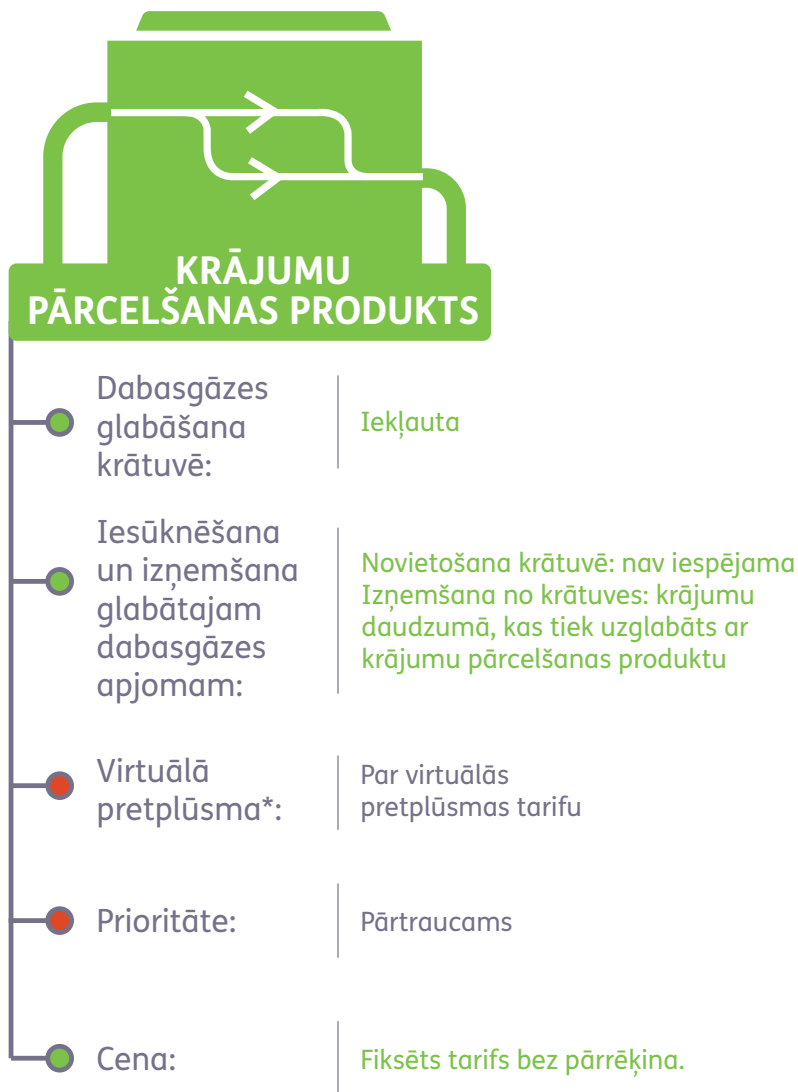 KRĀJUMU
PĀRCELŠANAS PRODUKTS
Dabasgāzes
glabāšana
krātuvē:
Iekļauta
Iesūknēšana
un izņemšana
glabātajam
dabasgāzes
apjomam:
Novietošana krātuvē: nav iespējama
Izņemšana no krātuves: krājumu
daudzumā, kas tiek uzglabāts ar
krājumu pārcelšanas produktu
Virtuālā
pretplūsma*:
Par virtuālās
pretplūsmas tarifu
Prioritāte:
Pārtraucams
Cena:
Fiksēts tarifs bez pārrēķina.